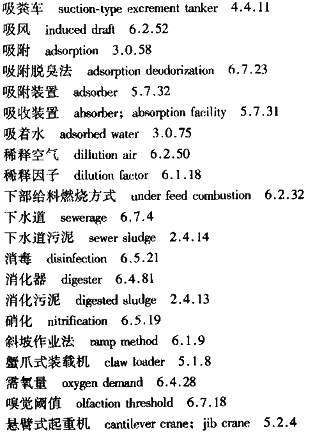 吸粪车 suction-type excrement tanker 4.4.11
吸风 induced draft 6.2.52
吸附 adsorption 3.0.58
吸附脱臭法 adsorption deodorization 6.7.23
吸附装置 adsorber 5.7.32
吸收装置 absorber; absorption facility 5.7.31
吸着水 adsorbed water 3.0.75
稀释空气 dillution air 6.2.50
稀释因子 dilution factor 6.1.18
下部给料燃烧方式 under feed combustion 6.2.32
下水道 sewerage 6.7.4
下水道污泥 sewer sludge 2.4.14
消毒 disinfection 6.5.21
消化器 digester 6.4.81
消化污泥 digested sludge 2.4.13
硝化 nitrification 6.5.19
斜坡作业法 ramp method 6.1.9
蟹爪式装载机 claw loader 5.1.8
需氧量 oxygen demand 6.4.28
嗅觉阈值 olfaction threshold 6.7.18
悬臂式起重机 cantilever crane; jib crane 5.2.4